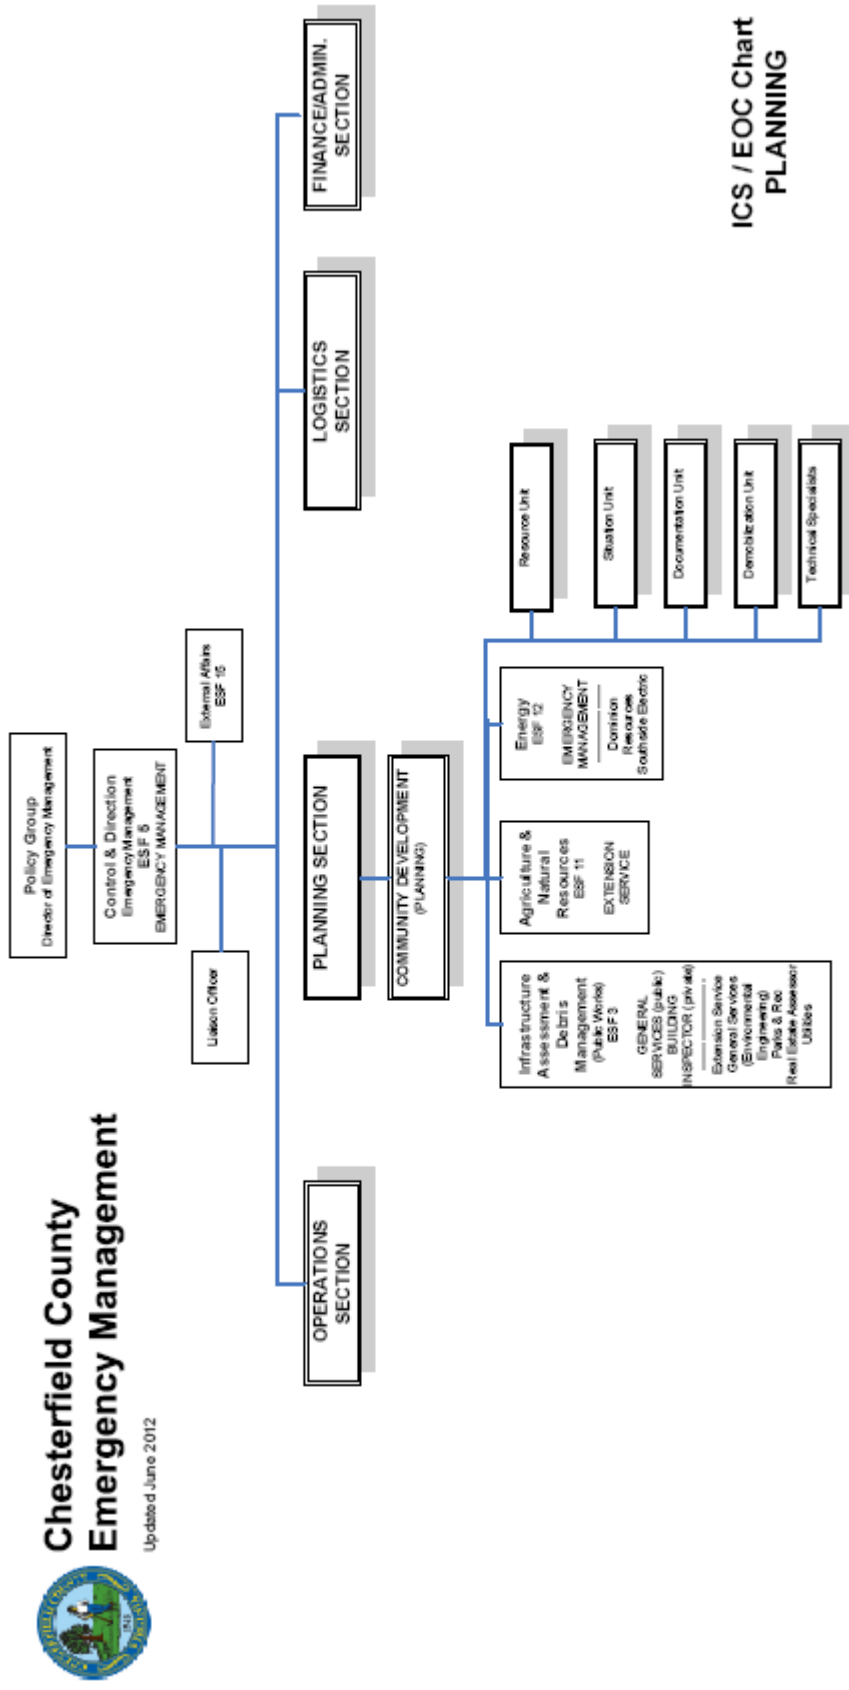 Chesterfield County
Emergency Management
Updated June 2012
Policy Group
Director of Emergency Management
Control & Direction
Emergency Management
ESF 5
EMERGENCY MANAGEMENT
Liaison Officer
External Affairs
ESF 15
OPERATIONS
SECTION
PLANNING SECTION
LOGISTICS
SECTION
FINANCE/ADMIN.
SECTION
COMMUNITY DEVELOPMENT
(PLANNING)
Infrastructure
Assessment &
Debris
Management
(Public Works)
ESF 3
GENERAL
SERVICES (public)
BUILDING
INSPECTOR (private)
Extension Service
General Services
(Environmental
Engineering)
Parks & Rec
Real Estate Assessor
Utilities
Agriculture &
Natural
Resources
ESF 11
EXTENSION
SERVICE
Energy
ESF 12
EMERGENCY
MANAGEMENT
Dominion
Resources
Southside Electric
Resource Unit
Situation Unit
Documentation Unit
Demobilization Unit
Technical Specialists
ICS / EOC Chart
PLANNING